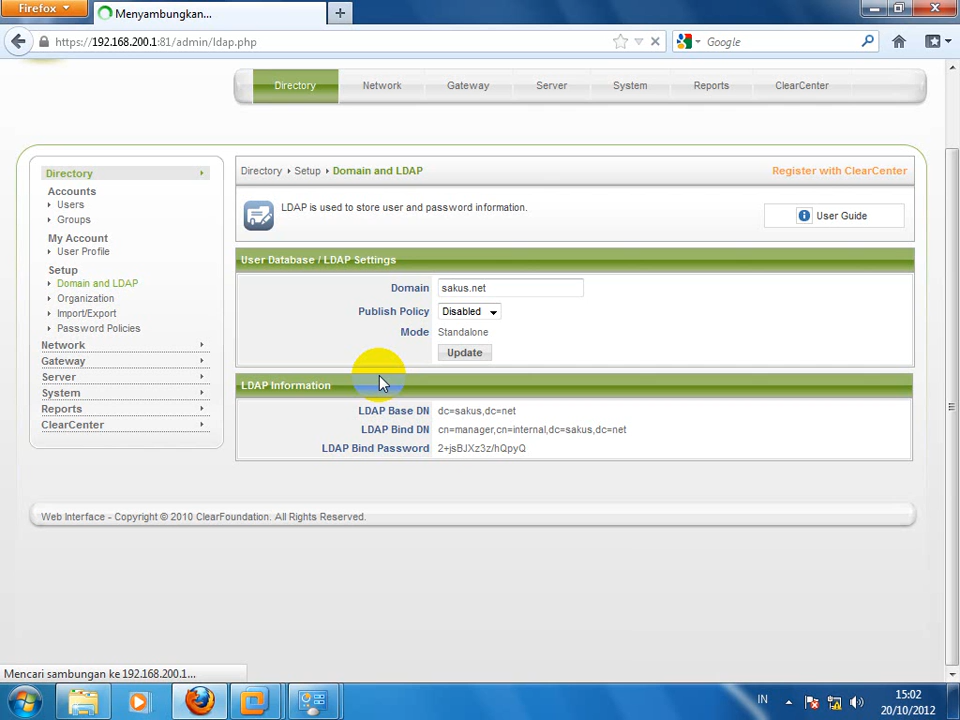 Firefox
Menyambungkan...
https://192.168.200.1:81/admin/ldap.php
Google
Directory
Network
Gateway
Server
System
Reports
ClearCenter
Directory
Accounts
Users
Groups
My Account
User Profile
Setup
Domain and LDAP
Organization
Import/Export
Password Policies
Network
Gateway
Server
System
Reports
ClearCenter
Directory Setup Domain and LDAP
Register with ClearCenter
LDAP is used to store user and password information.
User Guide
User Database / LDAP Settings
Domain sakus.net
Publish Policy Disabled
Mode Standalone
Update
LDAP Information
LDAP Base DN dc=sakus,dc=net
LDAP Bind DN cn=manager,cn=internal,dc=sakus,dc=net
LDAP Bind Password 2+jsBJXz3z/hQpyQ
Web Interface - Copyright © 2010 ClearFoundation. All Rights Reserved.
Mencari sambungan ke 192.168.200.1...
IN
15:02
20/10/2012